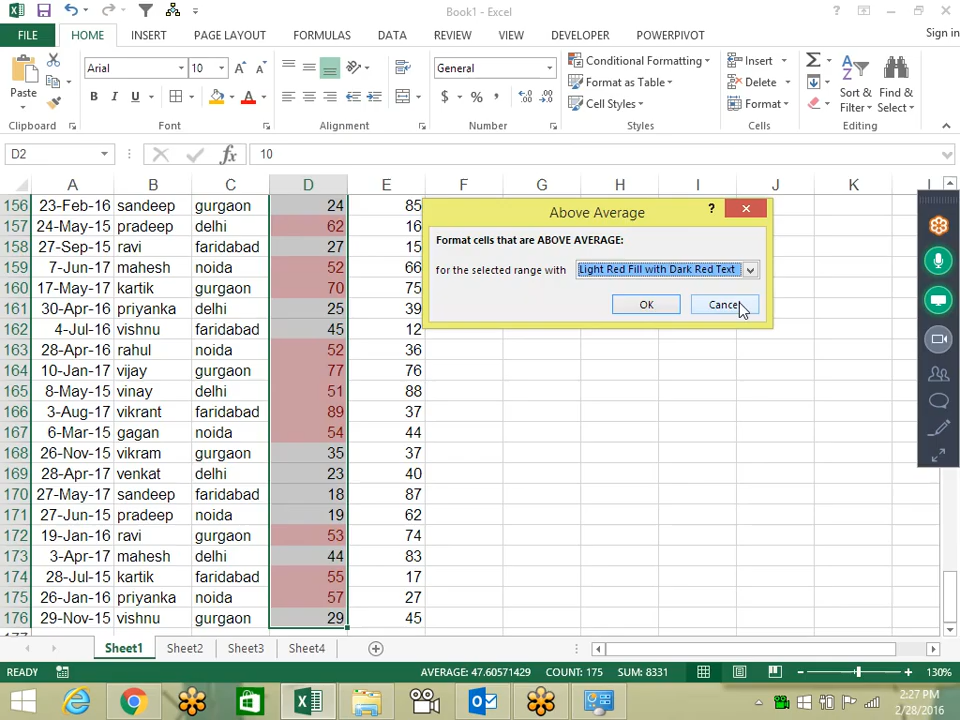 Book1 - Excel
FILE HOME INSERT PAGE LAYOUT FORMULAS DATA REVIEW VIEW DEVELOPER POWERPIVOT Sign in
Paste
Arial 10 General
Conditional Formatting
Format as Table
Cell Styles
Insert
Delete
Format
Sort & Filter
Find & Select
Clipboard Font Alignment Number Styles Cells Editing
D2 fx 10
A B C D E F G H I J K L
156 23-Feb-16 sandeep gurgaon 24 85
157 24-May-15 pradeep delhi 62 16
158 27-Sep-15 ravi faridabad 27 15
159 7-Jun-17 mahesh noida 52 66
160 17-May-17 kartik gurgaon 70 75
161 30-Apr-16 priyanka delhi 25 39
162 4-Jul-16 vishnu faridabad 45 12
163 28-Apr-16 rahul noida 52 36
164 10-Jan-17 vijay gurgaon 77 76
165 8-May-15 vinay delhi 51 88
166 3-Aug-17 vikrant faridabad 89 37
167 6-Mar-15 gagan noida 54 44
168 26-Nov-15 vikram gurgaon 35 37
169 28-Apr-17 venkat delhi 23 40
170 27-May-17 sandeep faridabad 18 87
171 27-Jun-15 pradeep noida 19 62
172 19-Jan-16 ravi gurgaon 53 74
173 3-Apr-17 mahesh delhi 44 83
174 28-Jul-15 kartik faridabad 55 17
175 26-Jan-16 priyanka noida 57 27
176 29-Nov-15 vishnu gurgaon 29 45
Above Average
Format cells that are ABOVE AVERAGE:
for the selected range with Light Red Fill with Dark Red Text
OK Cancel
Sheet1 Sheet2 Sheet3 Sheet4
READY AVERAGE: 47.60571429 COUNT: 175 SUM: 8331 130%
2:27 PM
2/28/2016